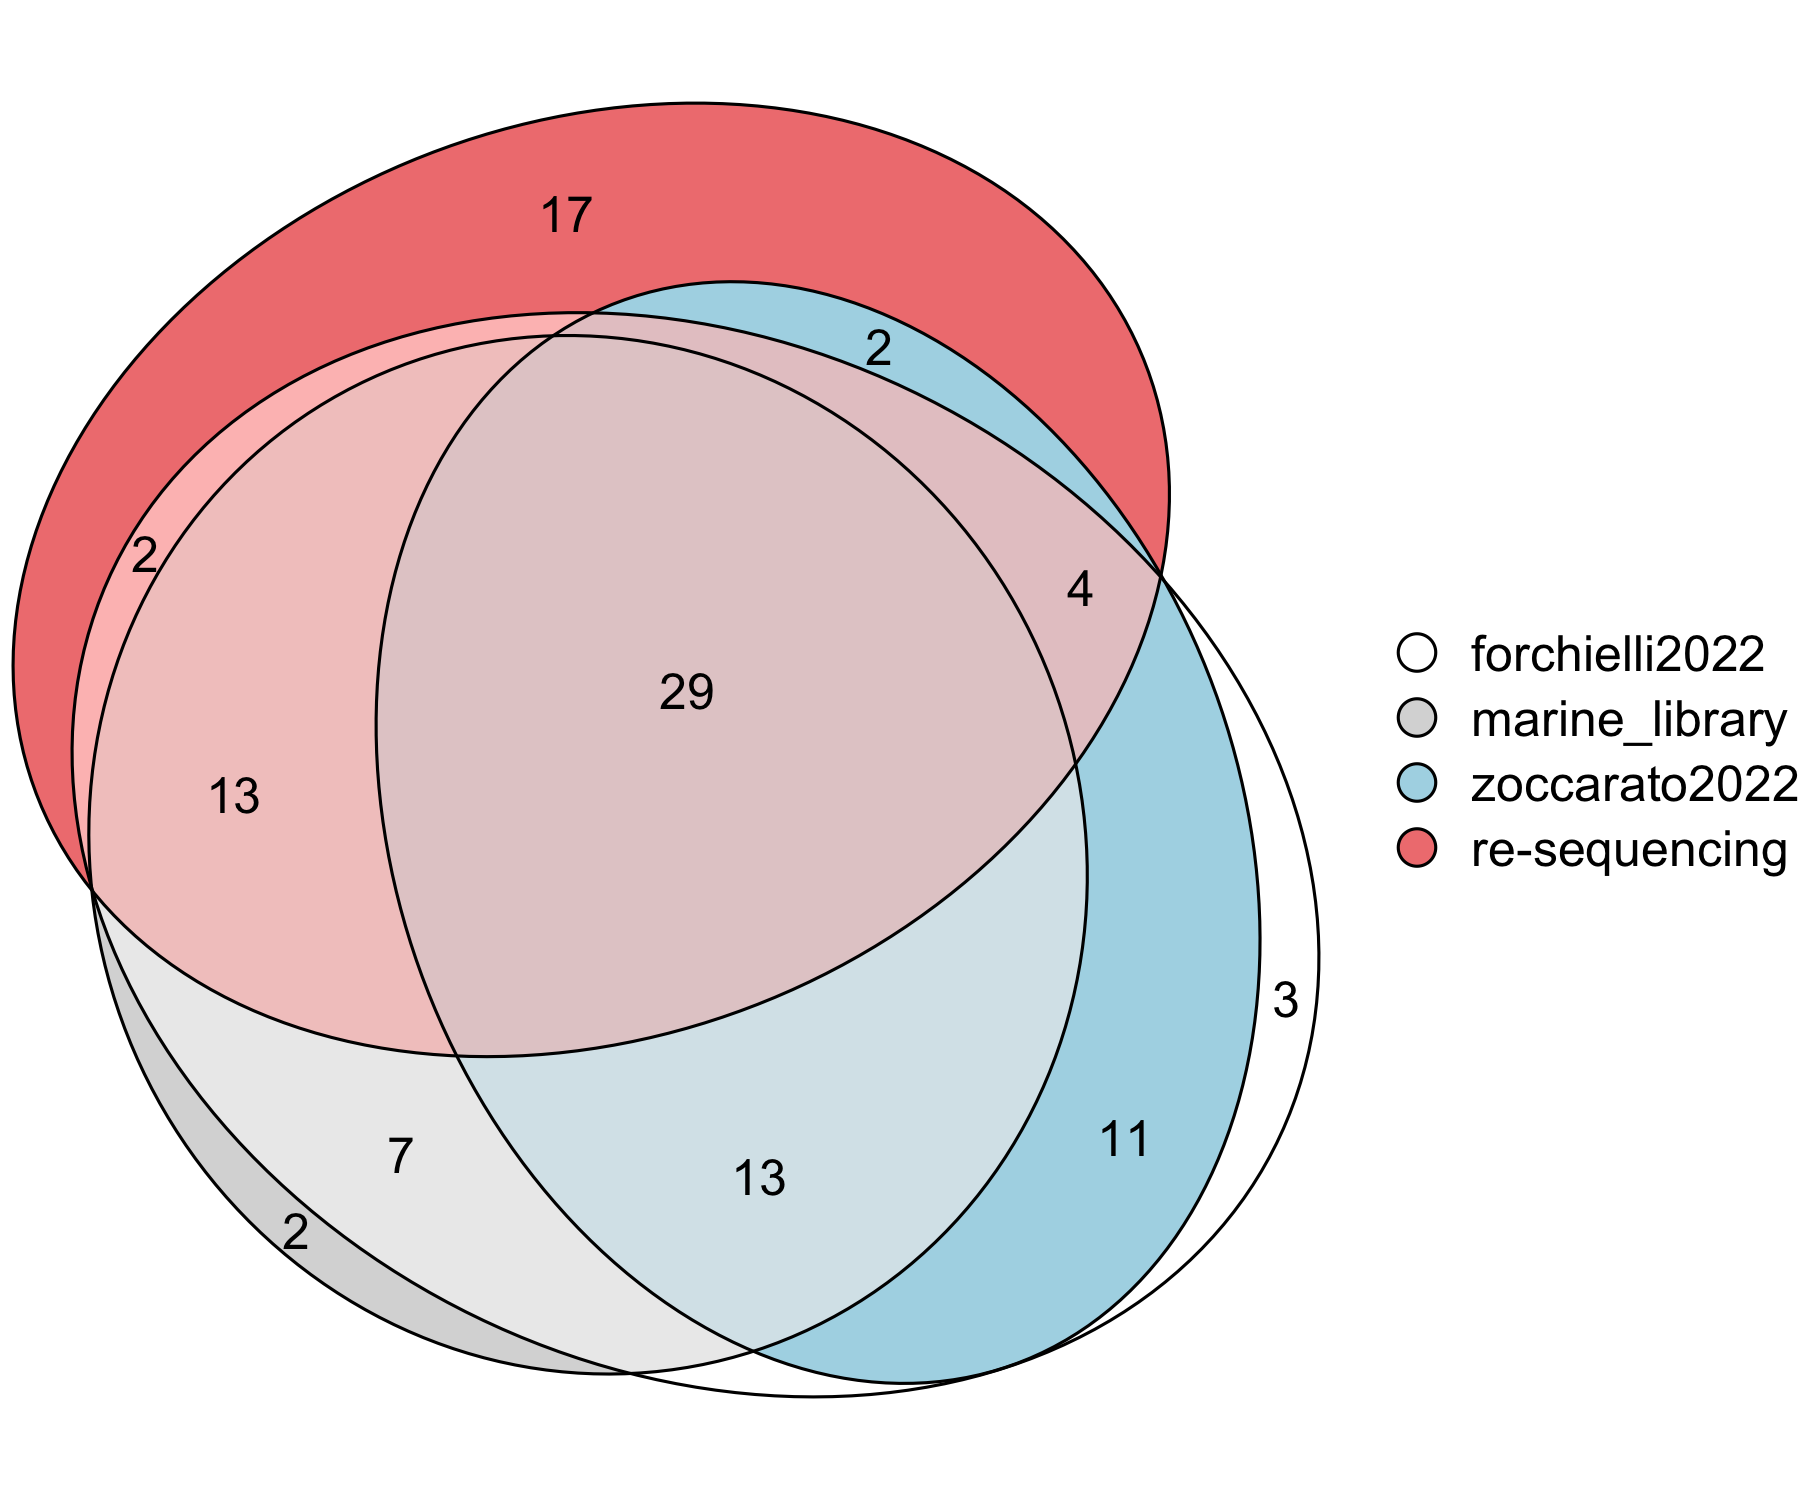 17
2
2
4
29
13
3
11
7
13
2
forchielli2022
marine_library
zoccarato2022
re-sequencing